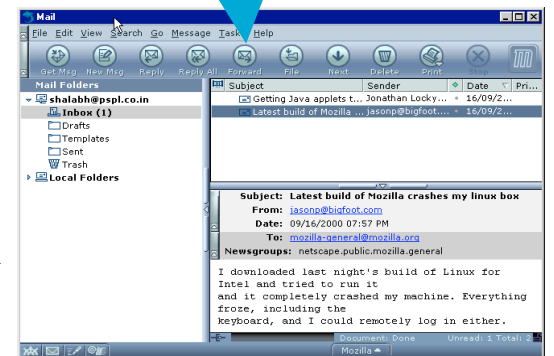 Mail
File Edit View Search Go Message Tasks Help
Get Msg New Msg Reply Reply All Forward File Next Delete Print Stop
Mail Folders
Subject Sender Date Pri...
shalabh@pspl.co.in
Getting Java applets t... Jonathan Locky... 16/09/2...
Inbox (1)
Latest build of Mozilla ... jasonp@bigfoot.... 16/09/2...
Drafts
Templates
Sent
Trash
Local Folders
Subject: Latest build of Mozilla crashes my linux box
From: jasonp@bigfoot.com
Date: 09/16/2000 07:57 PM
To: mozilla-general@mozilla.org
Newsgroups: netscape.public.mozilla.general
I downloaded last night's build of Linux for
Intel and tried to run it
and it completely crashed my machine. Everything
froze, including the
keyboard, and I could remotely log in either.
Document: Done Unread: 1 Total: 2
Mozilla